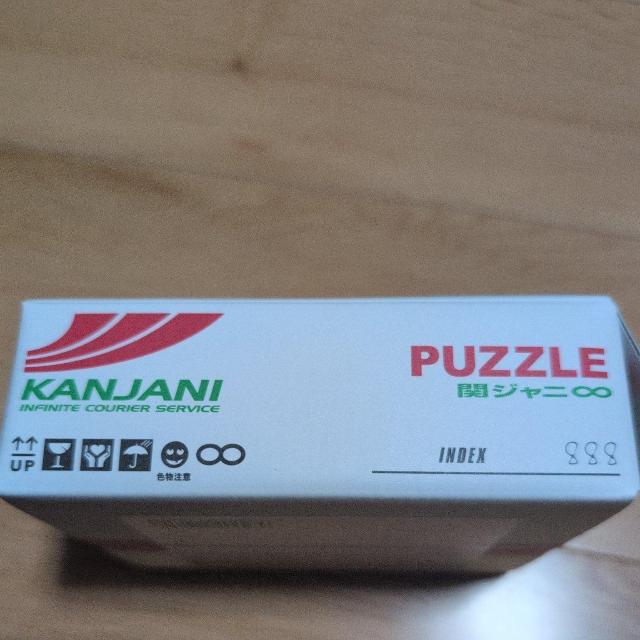 KANJANI
INFINITE COURIER SERVICE
UP
色物注意
PUZZLE
関ジャニ∞
INDEX